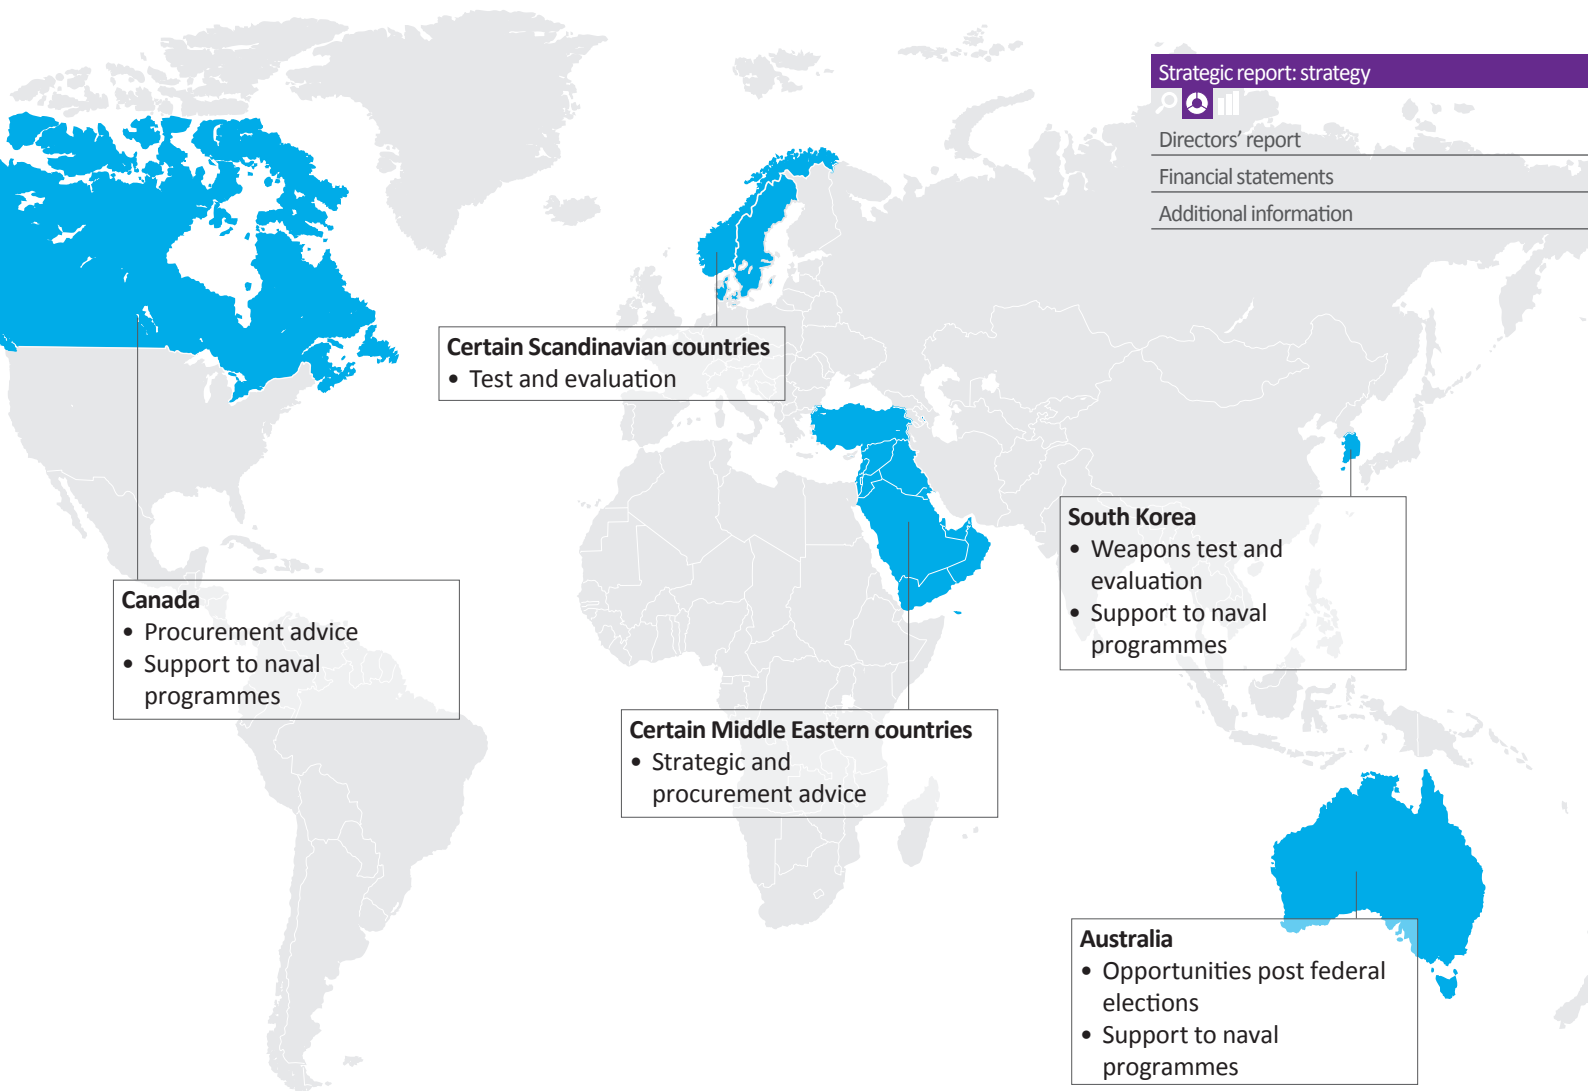 Strategic report: strategy
Directors’ report
Financial statements
Additional information
Certain Scandinavian countries
• Test and evaluation
South Korea
• Weapons test and
evaluation
• Support to naval
programmes
Canada
• Procurement advice
• Support to naval
programmes
Certain Middle Eastern countries
• Strategic and
procurement advice
Australia
• Opportunities post federal
elections
• Support to naval
programmes